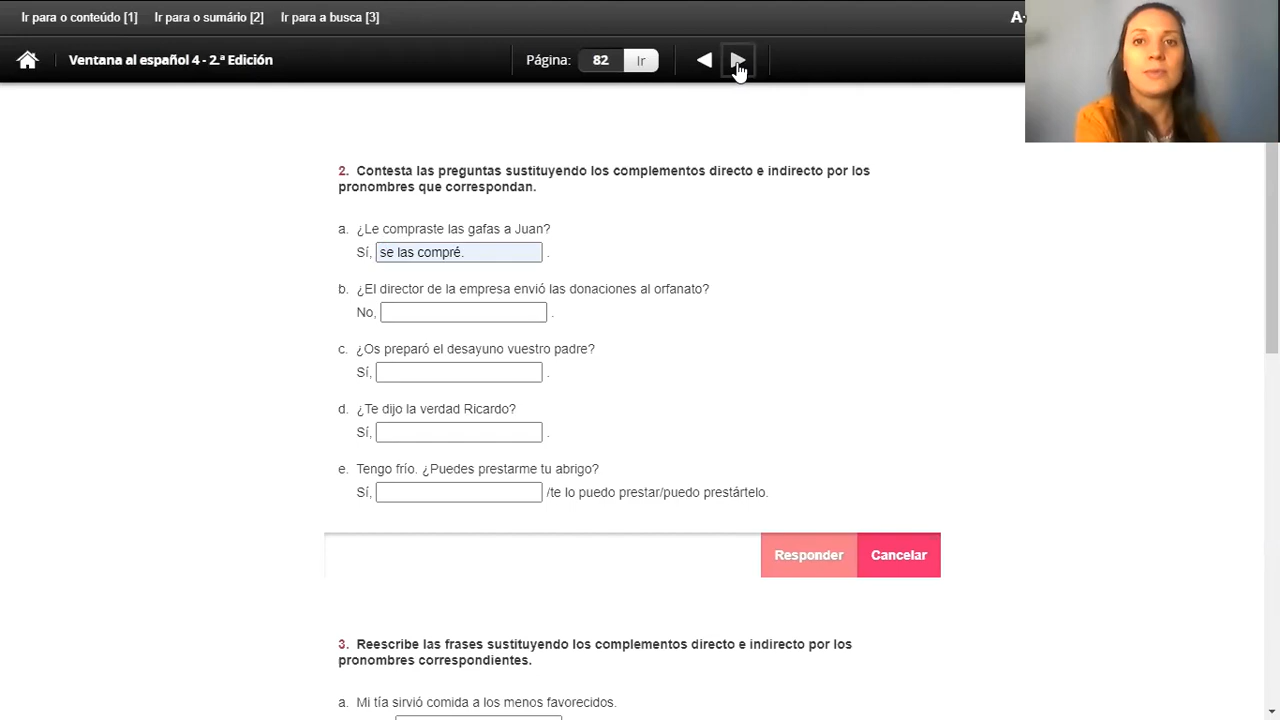 Ir para o conteúdo [1] Ir para o sumário [2] Ir para a busca [3] A
Ventana al español 4 - 2.ª Edición Página: 82 Ir
2. Contesta las preguntas sustituyendo los complementos directo e indirecto por los
pronombres que correspondan.
a. ¿Le compraste las gafas a Juan?
Sí, se las compré. .
b. ¿El director de la empresa envió las donaciones al orfanato?
No, .
c. ¿Os preparó el desayuno vuestro padre?
Sí, .
d. ¿Te dijo la verdad Ricardo?
Sí, .
e. Tengo frío. ¿Puedes prestarme tu abrigo?
Sí, /te lo puedo prestar/puedo prestártelo.
Responder Cancelar
3. Reescribe las frases sustituyendo los complementos directo e indirecto por los
pronombres correspondientes.
a. Mi tía sirvió comida a los menos favorecidos.